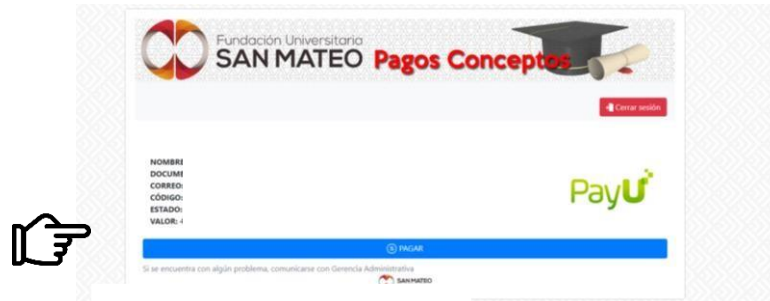 Fundación Universitaria
SAN MATEO Pagos Conceptos
Cerrar sesión
NOMBRE
DOCUME
CORREO:
CÓDIGO:
ESTADO:
VALOR: 4
PayU
PAGAR
Si se encuentra con algún problema, comunicarse con Gerencia Administrativa
SAN MATEO